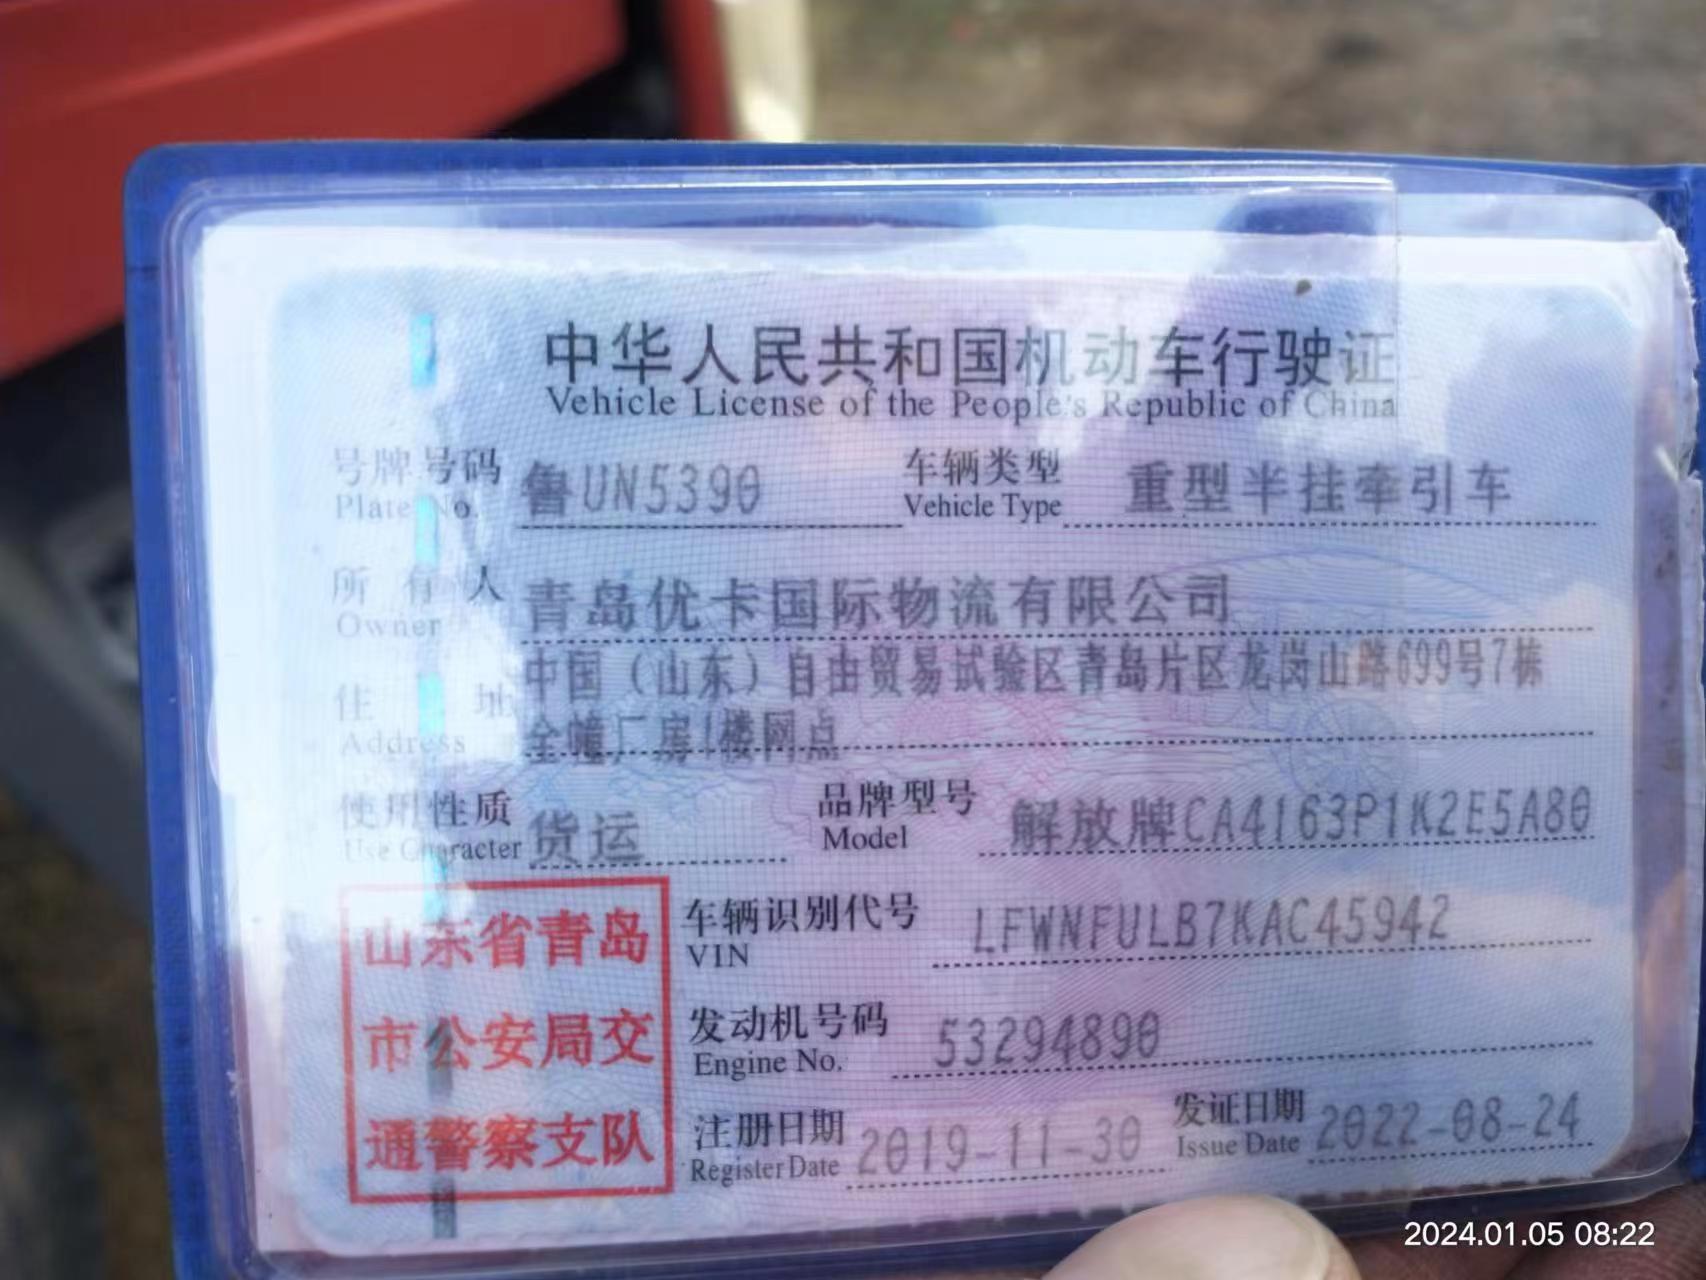 中华人民共和国机动车行驶证
Vehicle License of the People's Republic of China
号牌号码 鲁UN5390 车辆类型 重型半挂牵引车
Plate No. Vehicle Type
所有人 青岛优卡国际物流有限公司
Owner
中国（山东）自由贸易试验区青岛片区龙岗山路699号7栋
住址 全幢厂房1楼网点
Address
使用性质 货运 品牌型号 解放牌CA4163P1K2E5A80
Use Character Model
山东省青岛
市公安局交
通警察支队
车辆识别代号 LFWNFULB7KAC45942
VIN
发动机号码 53294890
Engine No.
注册日期 2019-11-30 发证日期 2022-08-24
Register Date Issue Date
2024.01.05 08:22